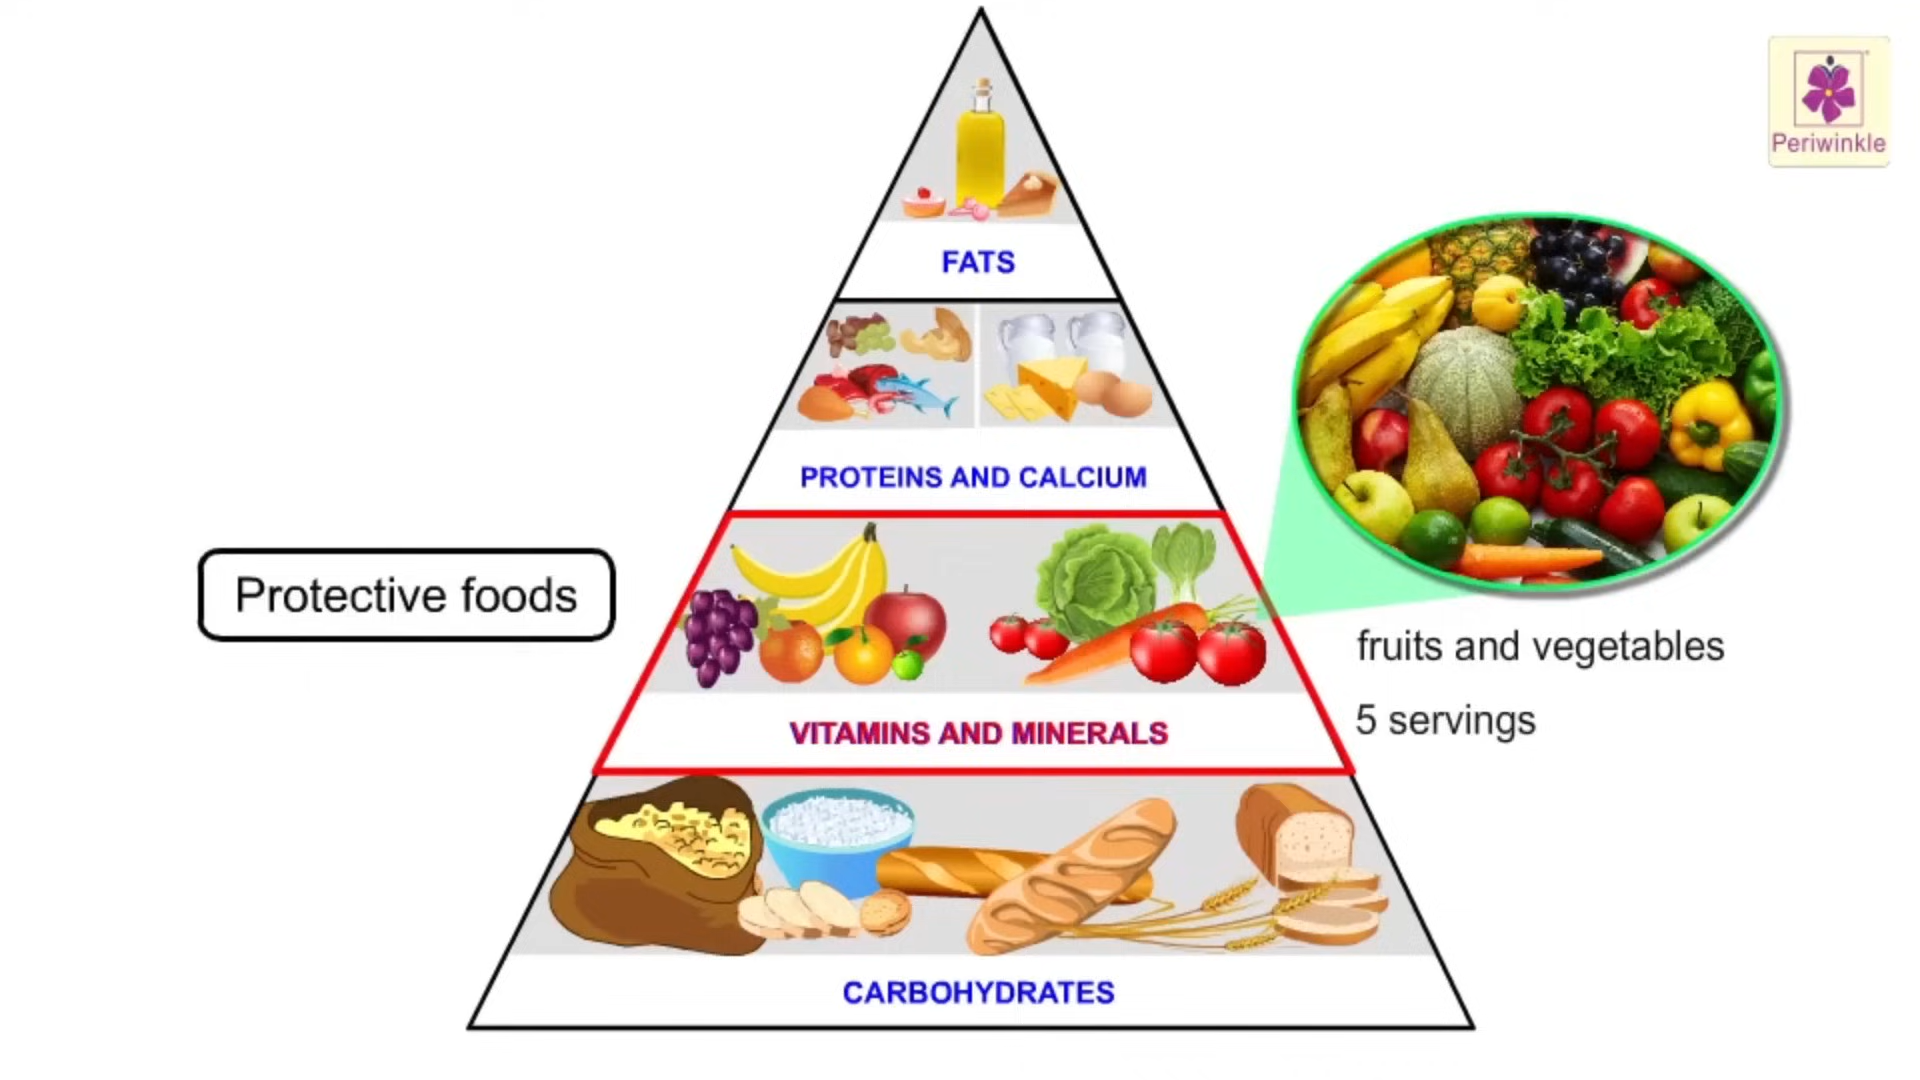 Periwinkle
FATS
PROTEINS AND CALCIUM
Protective foods
fruits and vegetables
5 servings
VITAMINS AND MINERALS
CARBOHYDRATES